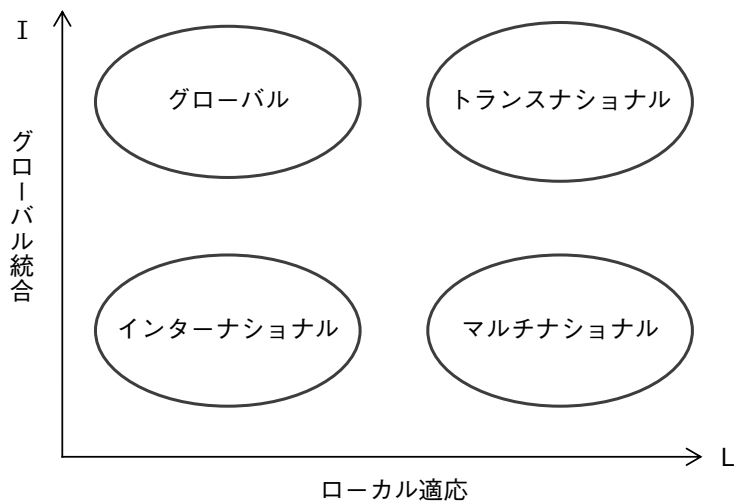 I
グローバル
トランスナショナル
グローバル統合
インターナショナル
マルチナショナル
L
ローカル適応